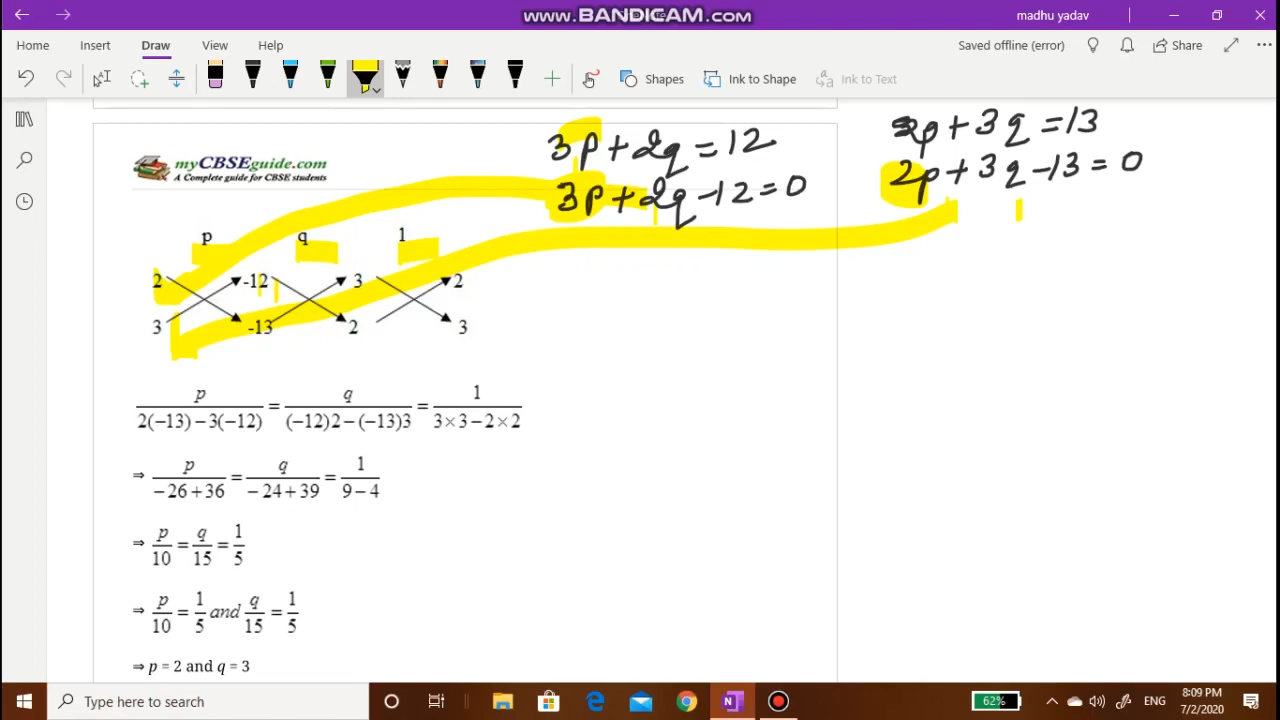 www.BANDICAM.com
madhu yadav
Home Insert Draw View Help
Saved offline (error)
Share
Shapes
Ink to Shape
Ink to Text
3p + 2q = 12
2p + 3q = 13
3p + 2q - 12 = 0
2p + 3q - 13 = 0
myCBSEguide.com
A Complete guide for CBSE students
p q 1
2 -12 3 2
3 -13 2 3
p/(2(−13)−3(−12)) = q/((−12)2−(−13)3) = 1/(3×3−2×2)
⇒ p/(−26+36) = q/(−24+39) = 1/(9−4)
⇒ p/10 = q/15 = 1/5
⇒ p/10 = 1/5 and q/15 = 1/5
⇒ p = 2 and q = 3
Type here to search
62%
ENG
8:09 PM
7/2/2020